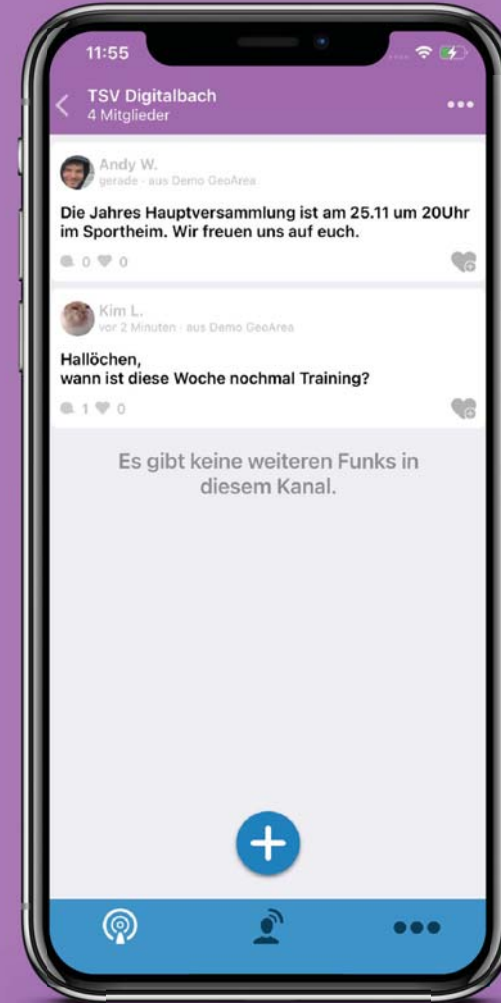 11:55
TSV Digitalbach
4 Mitglieder
Andy W.
gerade · aus Demo GeoArea
Die Jahres Hauptversammlung ist am 25.11 um 20Uhr
im Sportheim. Wir freuen uns auf euch.
0 0
Kim L.
vor 2 Minuten · aus Demo GeoArea
Hallöchen,
wann ist diese Woche nochmal Training?
1 0
Es gibt keine weiteren Funks in
diesem Kanal.